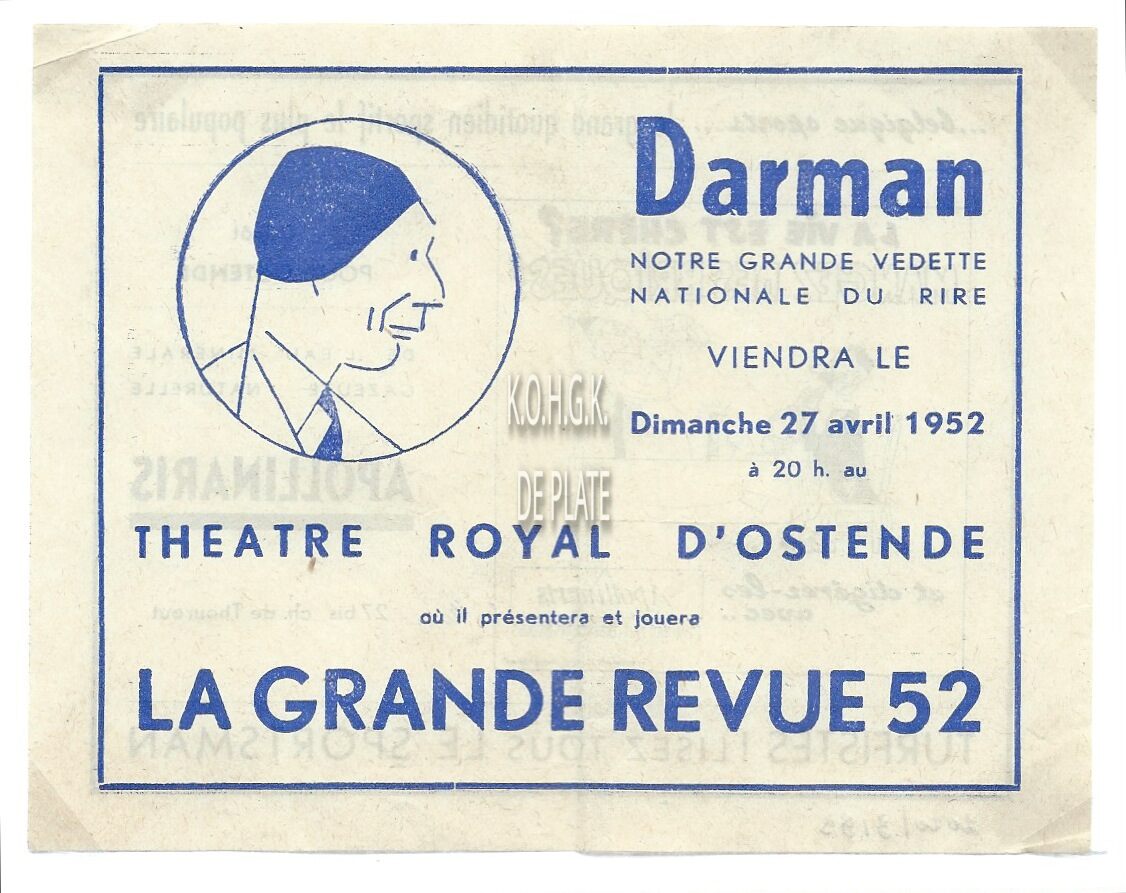 Darman
NOTRE GRANDE VEDETTE
NATIONALE DU RIRE
VIENDRA LE
Dimanche 27 avril 1952
à 20 h. au
K.O.H.G.K.
DE PLATE
THEATRE ROYAL D'OSTENDE
où il présentera et jouera
LA GRANDE REVUE 52